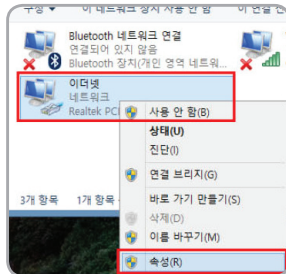 구성 ▼ 이 네트워크 장치 사용 안 함 이 연결 진
Bluetooth 네트워크 연결
연결되어 있지 않음
Bluetooth 장치(개인 영역 네트워...
이더넷
네트워크
Realtek PCI
사용 안 함(B)
상태(U)
진단(I)
연결 브리지(G)
바로 가기 만들기(S)
삭제(D)
이름 바꾸기(M)
속성(R)
3개 항목 1개 항목